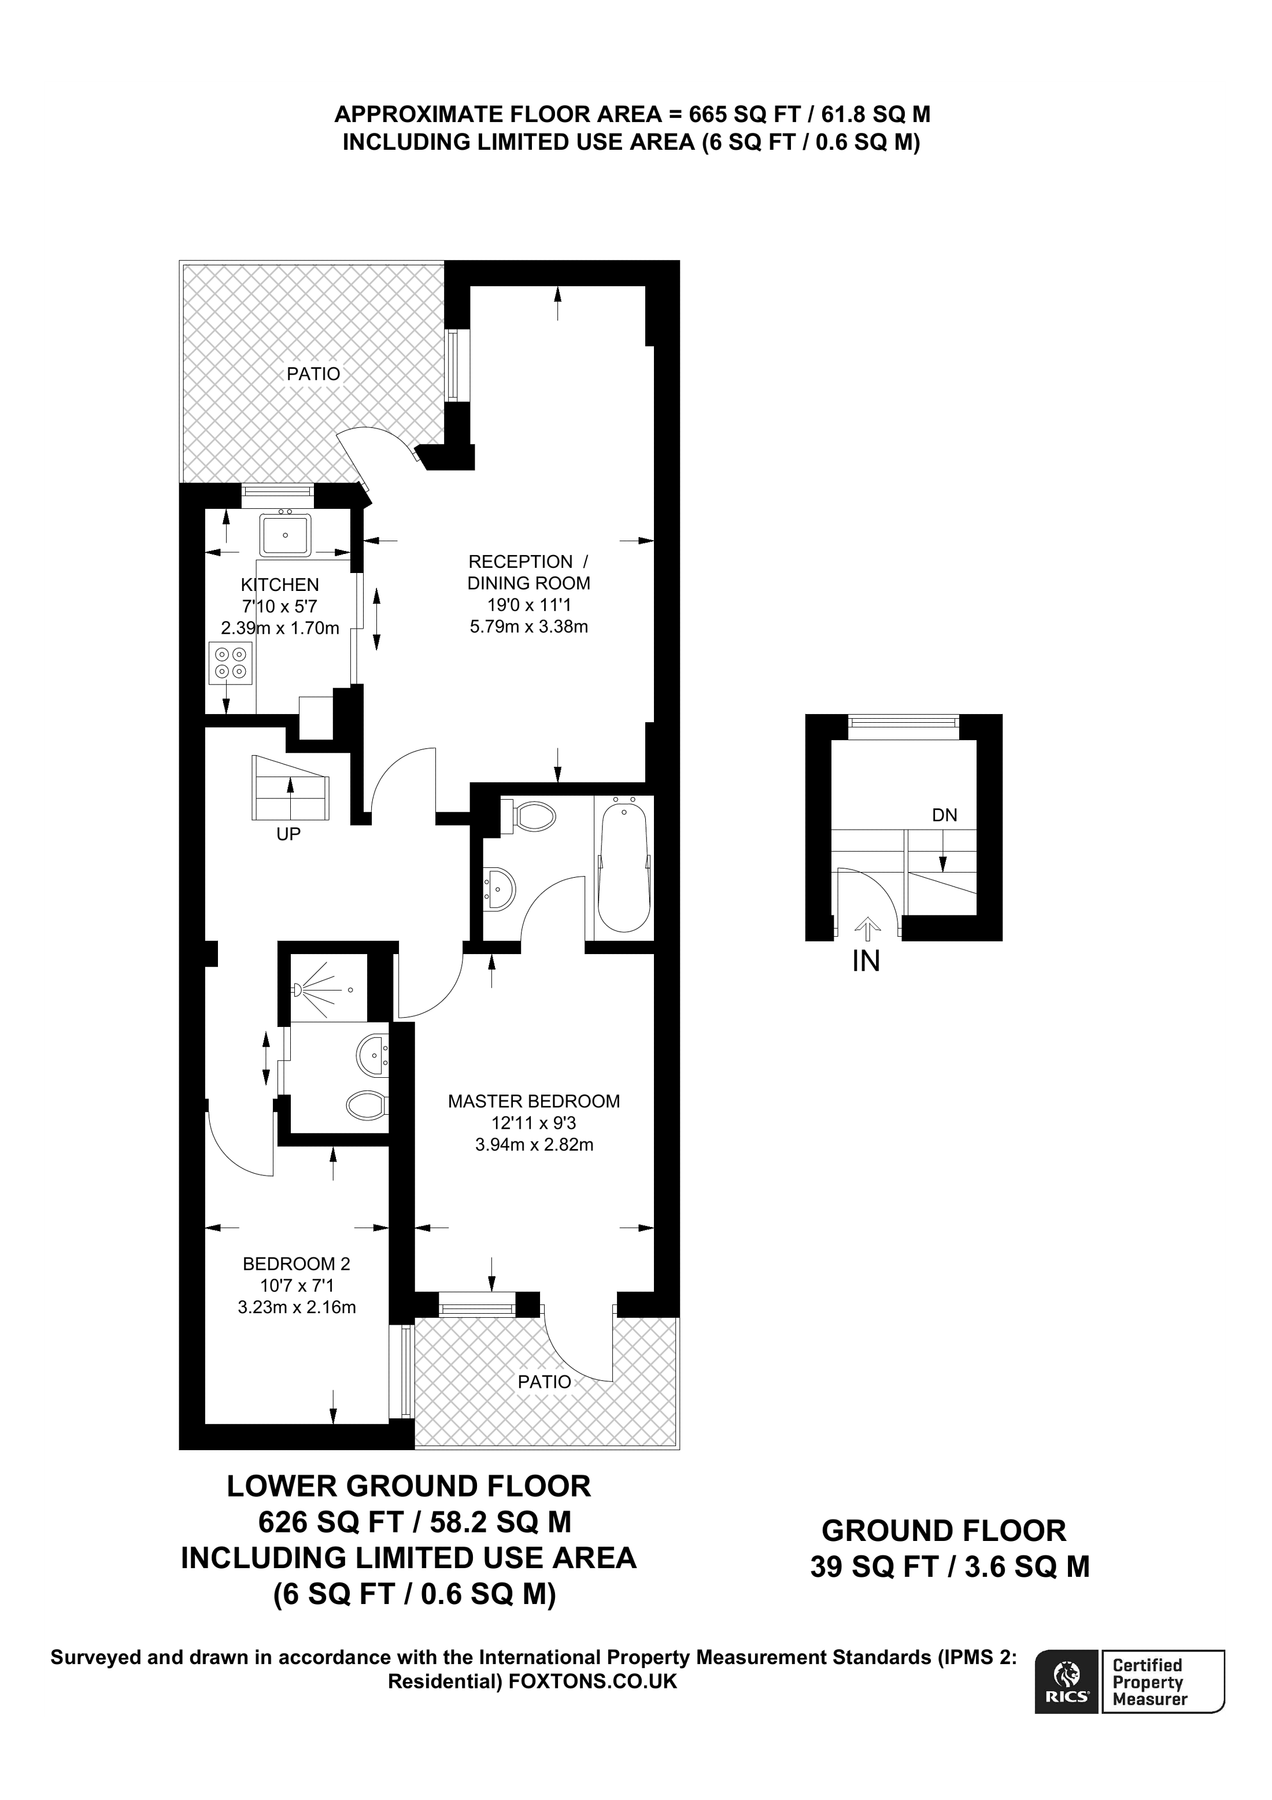 APPROXIMATE FLOOR AREA = 665 SQ FT / 61.8 SQ M
INCLUDING LIMITED USE AREA (6 SQ FT / 0.6 SQ M)
PATIO
RECEPTION /
DINING ROOM
19'0 x 11'1
5.79m x 3.38m
KITCHEN
7'10 x 5'7
2.39m x 1.70m
UP
DN
IN
MASTER BEDROOM
12'11 x 9'3
3.94m x 2.82m
BEDROOM 2
10'7 x 7'1
3.23m x 2.16m
PATIO
LOWER GROUND FLOOR
626 SQ FT / 58.2 SQ M
INCLUDING LIMITED USE AREA
(6 SQ FT / 0.6 SQ M)
GROUND FLOOR
39 SQ FT / 3.6 SQ M
Surveyed and drawn in accordance with the International Property Measurement Standards (IPMS 2:
Residential) FOXTONS.CO.UK
RICS
Certified
Property
Measurer